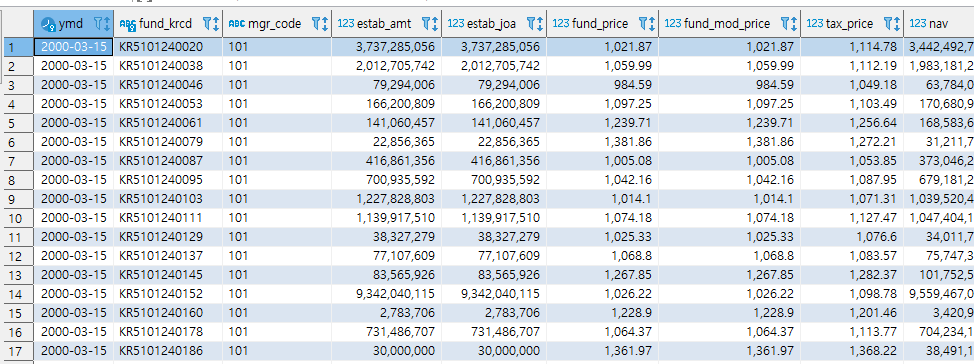 ymd ABC fund_krcd ABC mgr_code 123 estab_amt 123 estab_joa 123 fund_price 123 fund_mod_price 123 tax_price 123 nav
1 2000-03-15 KR5101240020 101 3,737,285,056 3,737,285,056 1,021.87 1,021.87 1,114.78 3,442,492,7
2 2000-03-15 KR5101240038 101 2,012,705,742 2,012,705,742 1,059.99 1,059.99 1,112.19 1,983,181,2
3 2000-03-15 KR5101240046 101 79,294,006 79,294,006 984.59 984.59 1,049.18 63,784,0
4 2000-03-15 KR5101240053 101 166,200,809 166,200,809 1,097.25 1,097.25 1,103.49 170,680,9
5 2000-03-15 KR5101240061 101 141,060,457 141,060,457 1,239.71 1,239.71 1,256.64 168,583,6
6 2000-03-15 KR5101240079 101 22,856,365 22,856,365 1,381.86 1,381.86 1,272.21 31,211,7
7 2000-03-15 KR5101240087 101 416,861,356 416,861,356 1,005.08 1,005.08 1,053.85 373,046,2
8 2000-03-15 KR5101240095 101 700,935,592 700,935,592 1,042.16 1,042.16 1,087.95 679,181,2
9 2000-03-15 KR5101240103 101 1,227,828,803 1,227,828,803 1,014.1 1,014.1 1,071.31 1,039,520,4
10 2000-03-15 KR5101240111 101 1,139,917,510 1,139,917,510 1,074.18 1,074.18 1,127.47 1,047,404,1
11 2000-03-15 KR5101240129 101 38,327,279 38,327,279 1,025.33 1,025.33 1,076.6 34,011,7
12 2000-03-15 KR5101240137 101 77,107,609 77,107,609 1,068.8 1,068.8 1,083.57 75,747,3
13 2000-03-15 KR5101240145 101 83,565,926 83,565,926 1,267.85 1,267.85 1,282.37 101,752,5
14 2000-03-15 KR5101240152 101 9,342,040,115 9,342,040,115 1,026.22 1,026.22 1,098.78 9,559,467,0
15 2000-03-15 KR5101240160 101 2,783,706 2,783,706 1,228.9 1,228.9 1,201.46 3,420,9
16 2000-03-15 KR5101240178 101 731,486,707 731,486,707 1,064.37 1,064.37 1,113.77 704,234,1
17 2000-03-15 KR5101240186 101 30,000,000 30,000,000 1,361.97 1,361.97 1,368.22 38,491,1